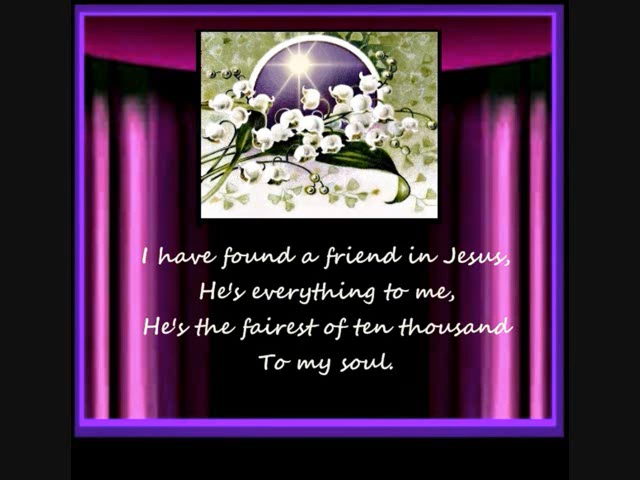 I have found a friend in Jesus,
He's everything to me,
He's the fairest of ten thousand
To my soul.